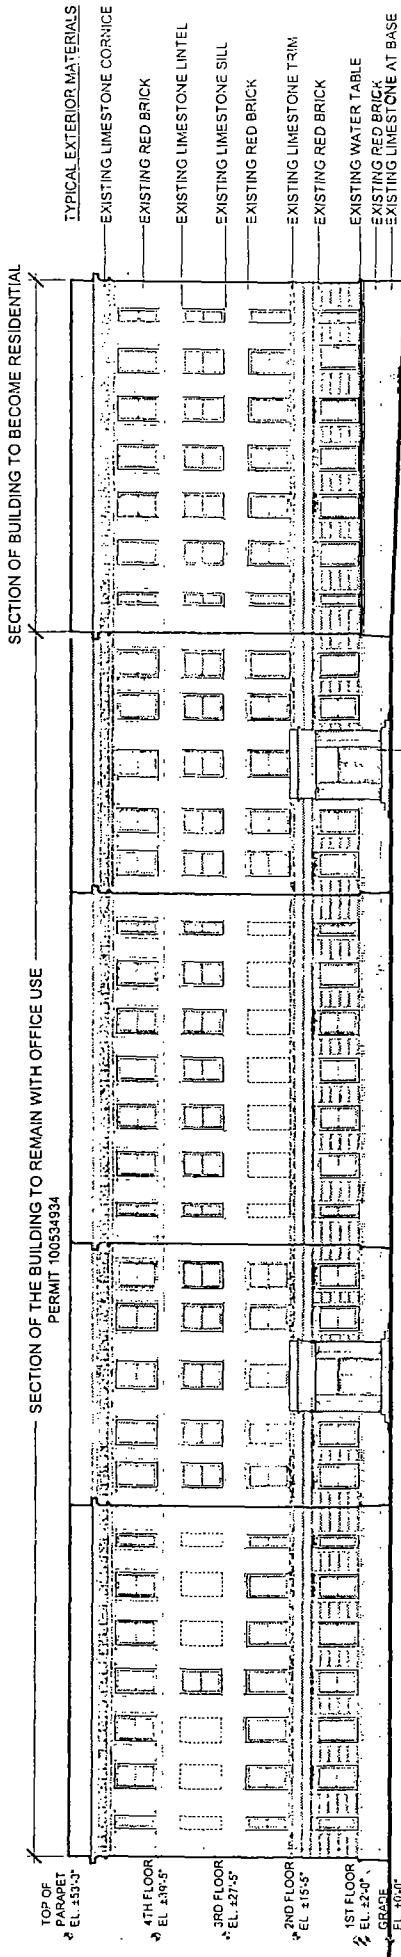 SECTION OF THE BUILDING TO REMAIN WITH OFFICE USE
PERMIT 100534934
SECTION OF BUILDING TO BECOME RESIDENTIAL
TYPICAL EXTERIOR MATERIALS
EXISTING LIMESTONE CORNICE
EXISTING RED BRICK
EXISTING LIMESTONE LINTEL
EXISTING LIMESTONE SILL
EXISTING RED BRICK
EXISTING LIMESTONE TRIM
EXISTING RED BRICK
EXISTING WATER TABLE
EXISTING RED BRICK
EXISTING LIMESTONE AT BASE
TOP OF
PARAPET
EL. ±53'-3"
4TH FLOOR
EL. ±39'-5"
3RD FLOOR
EL. ±27'-5"
2ND FLOOR
EL. ±15'-5"
1ST FLOOR
EL. ±2'-0"
GRADE
EL. ±0'-0"